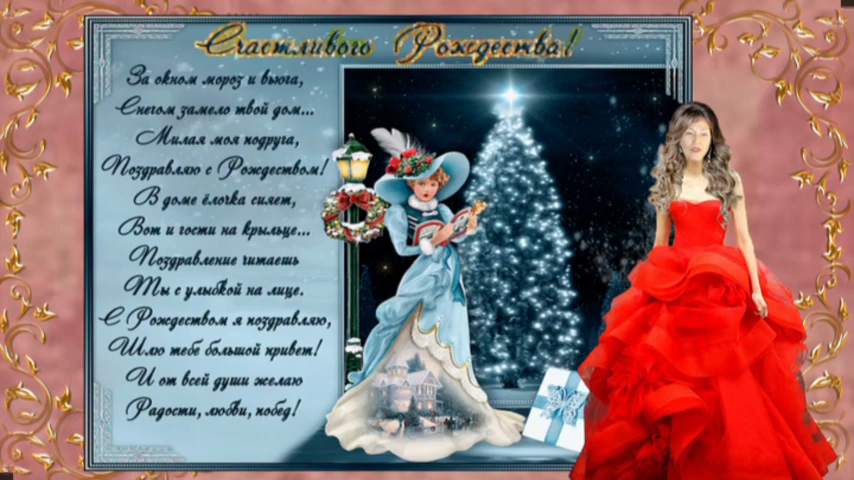 Счастливого Рождества!
За окном мороз и вьюга,
Снегом замело твой дом...
Милая моя подруга,
Поздравляю с Рождеством!
В доме ёлочка сияет,
Вот и гости на крыльце...
Поздравление читаешь
Ты с улыбкой на лице.
С Рождеством я поздравляю,
Шлю тебе большой привет!
И от всей души желаю
Радости, любви, побед!